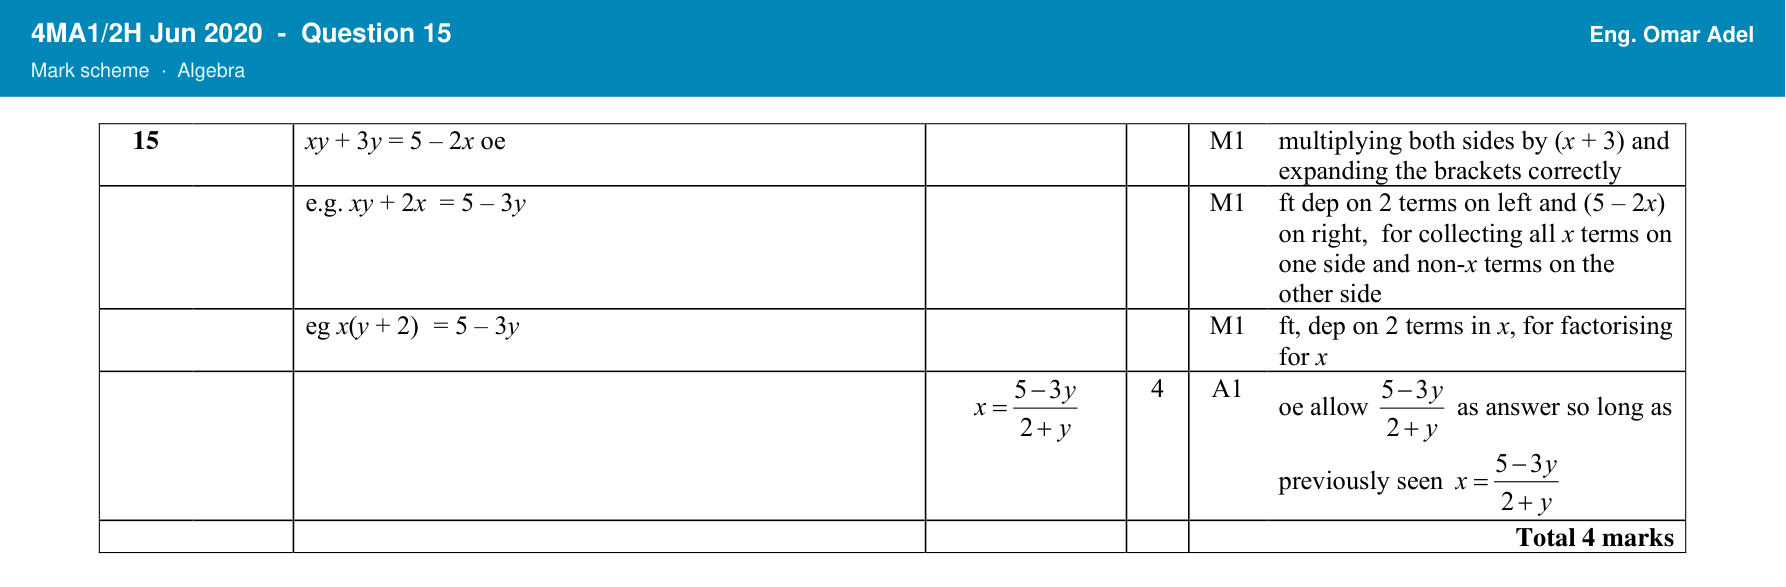 4MA1/2H Jun 2020 - Question 15
Eng. Omar Adel
Mark scheme · Algebra
15 xy + 3y = 5 – 2x oe M1 multiplying both sides by (x + 3) and
expanding the brackets correctly
e.g. xy + 2x = 5 – 3y M1 ft dep on 2 terms on left and (5 – 2x)
on right, for collecting all x terms on
one side and non-x terms on the
other side
eg x(y + 2) = 5 – 3y M1 ft, dep on 2 terms in x, for factorising
for x
x = (5 – 3y)/(2 + y) 4 A1 oe allow (5 – 3y)/(2 + y) as answer so long as
previously seen x = (5 – 3y)/(2 + y)
Total 4 marks